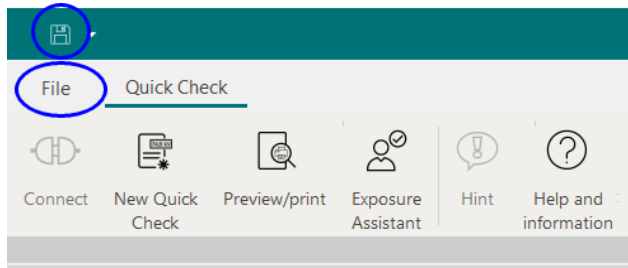 File Quick Check
Connect New Quick Preview/print Exposure Hint Help and
Check Assistant information